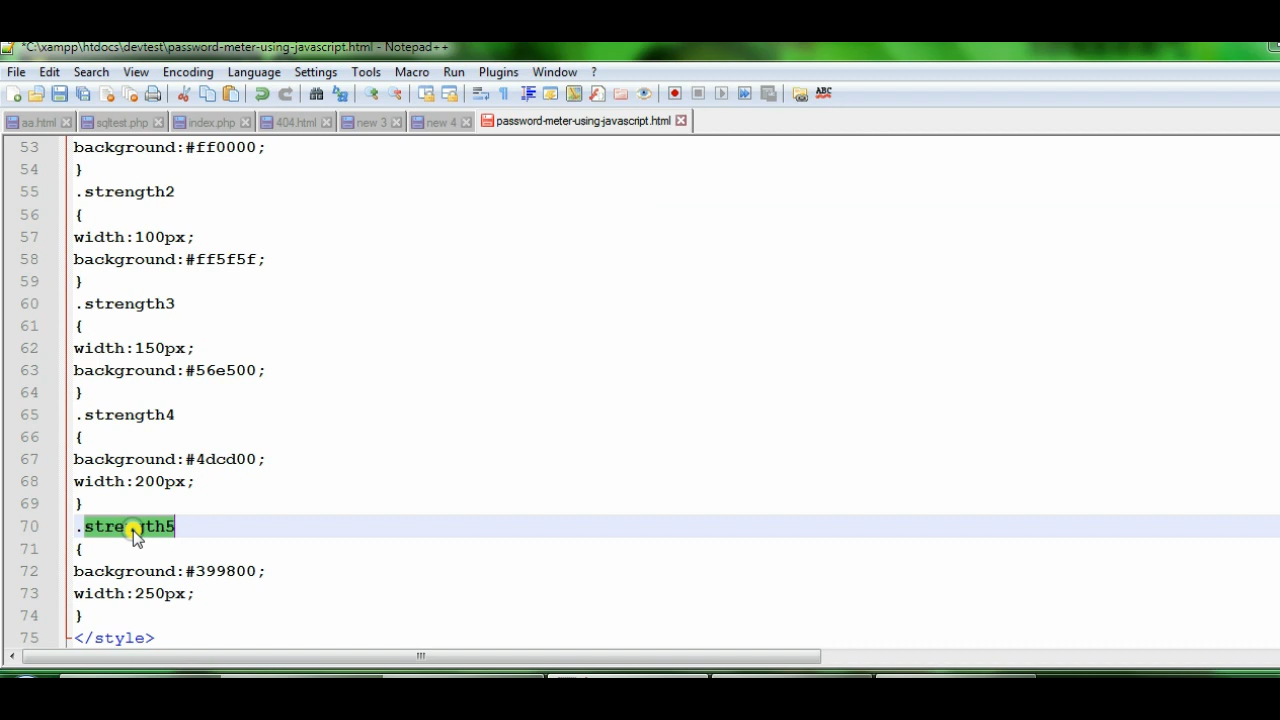 *C:\xampp\htdocs\devtest\password-meter-using-javascript.html - Notepad++
File Edit Search View Encoding Language Settings Tools Macro Run Plugins Window ?
ABC
aa.html sqltest.php index.php 404.html new 3 new 4 password-meter-using-javascript.html
53 background:#ff0000;
54 }
55 .strength2
56 {
57 width:100px;
58 background:#ff5f5f;
59 }
60 .strength3
61 {
62 width:150px;
63 background:#56e500;
64 }
65 .strength4
66 {
67 background:#4dcd00;
68 width:200px;
69 }
70 .strength5
71 {
72 background:#399800;
73 width:250px;
74 }
75 </style>